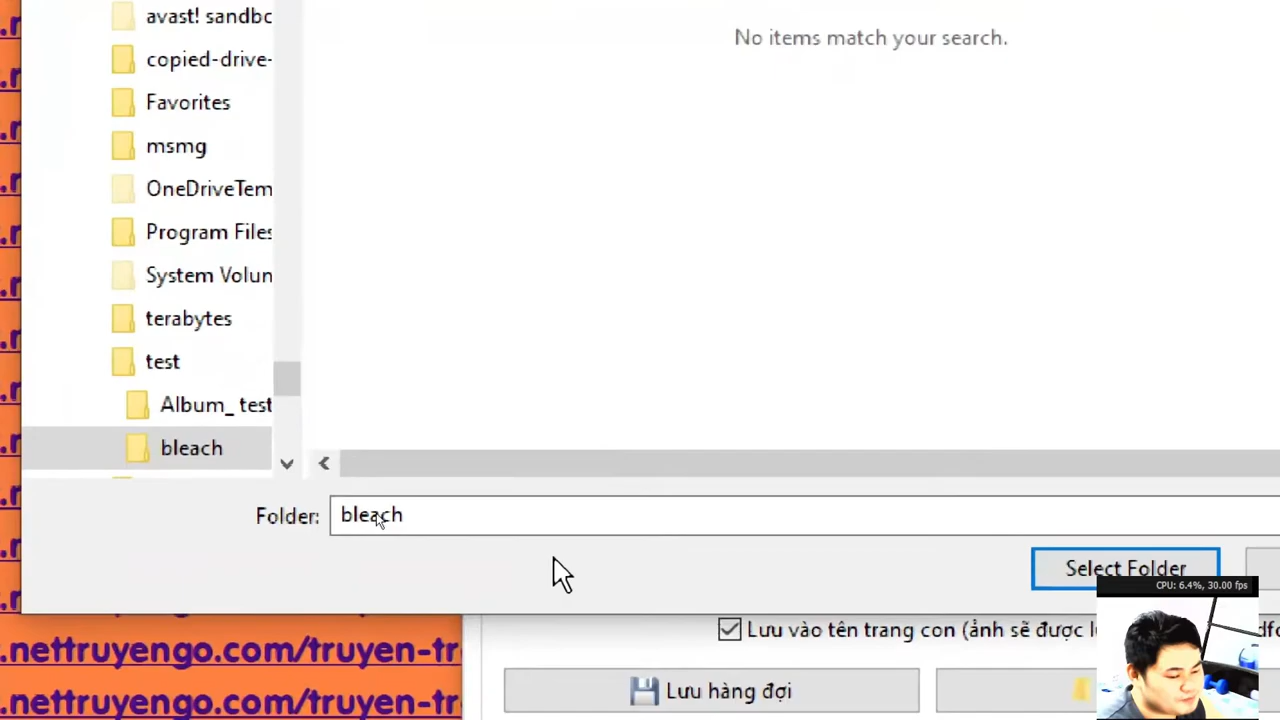 avast! sandbc
No items match your search.
copied-drive-
Favorites
msmg
OneDriveTem
Program Files
System Volun
terabytes
test
Album_ test
bleach
Folder: bleach
Select Folder
CPU: 6.4%, 30.00 fps
Lưu vào tên trang con (ảnh sẽ được
.nettruyengo.com/truyen-tr
Lưu hàng đợi
.nettruyengo.com/truyen-tr